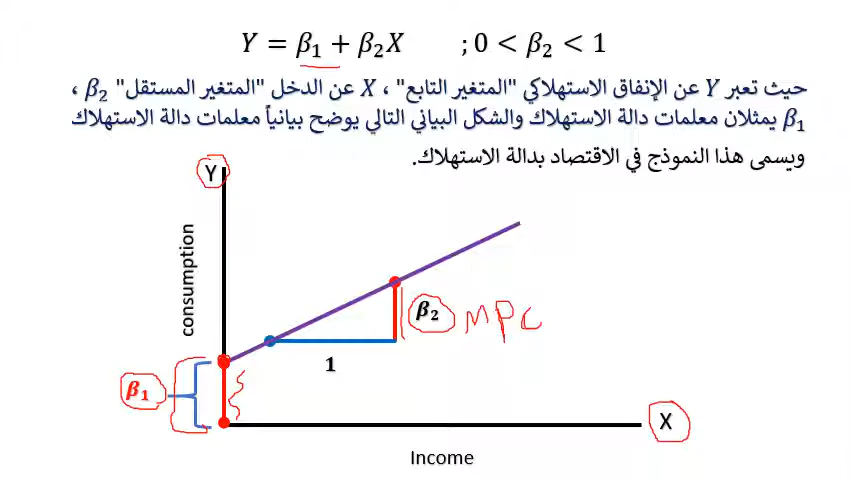 Y = β₁ + β₂X ; 0 < β₂ < 1
حيث تعبر Y عن الإنفاق الاستهلاكي "المتغير التابع" ، X عن الدخل "المتغير المستقل" β₂ ،
β₁ يمثلان معلمات دالة الاستهلاك والشكل البياني التالي يوضح بيانياً معلمات دالة الاستهلاك
ويسمى هذا النموذج في الاقتصاد بدالة الاستهلاك.
Y
consumption
β₂ MPC
1
β₁
X
Income